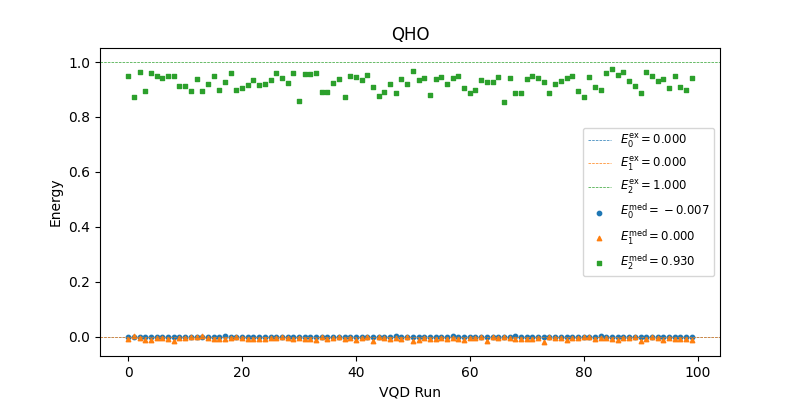 QHO
Energy
1.0
0.8
0.6
0.4
0.2
0.0
E_0^ex = 0.000
E_1^ex = 0.000
E_2^ex = 1.000
E_0^med = −0.007
E_1^med = 0.000
E_2^med = 0.930
0 20 40 60 80 100
VQD Run